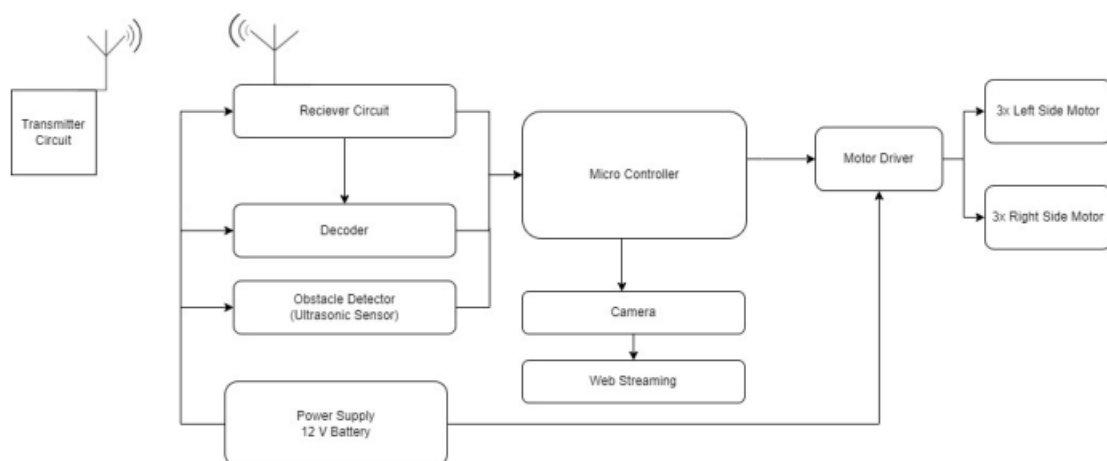 Transmitter
Circuit
Reciever Circuit
Decoder
Obstacle Detector
(Ultrasonic Sensor)
Power Supply
12 V Battery
Micro Controller
Camera
Web Streaming
Motor Driver
3x Left Side Motor
3x Right Side Motor